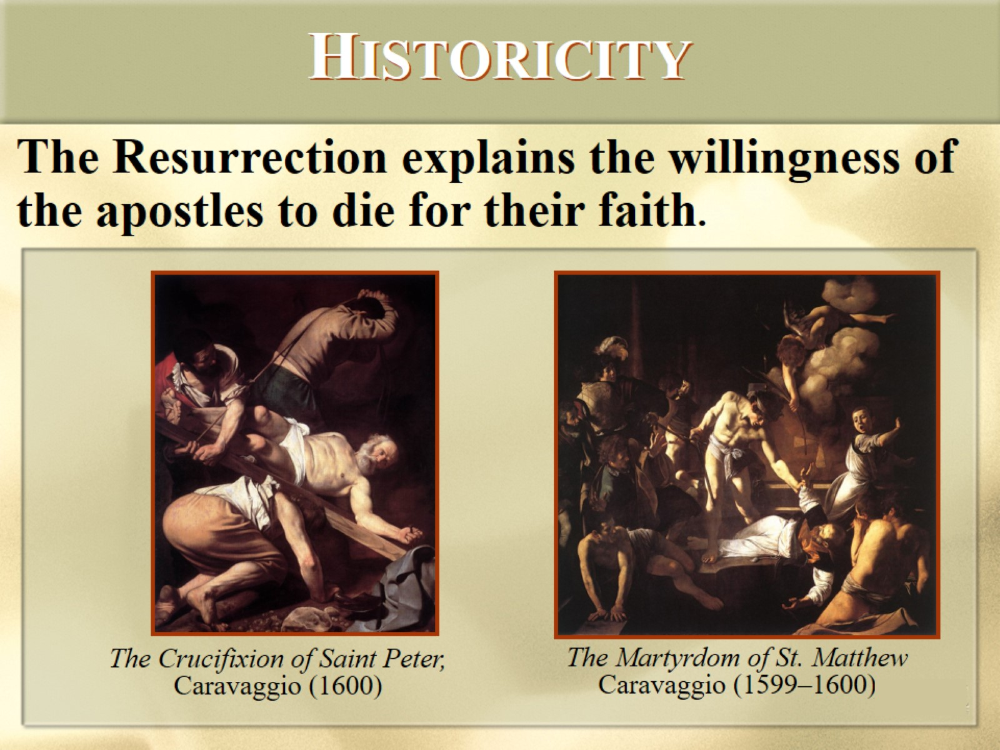 HISTORICITY
The Resurrection explains the willingness of
the apostles to die for their faith.
The Crucifixion of Saint Peter,
Caravaggio (1600)
The Martyrdom of St. Matthew
Caravaggio (1599–1600)